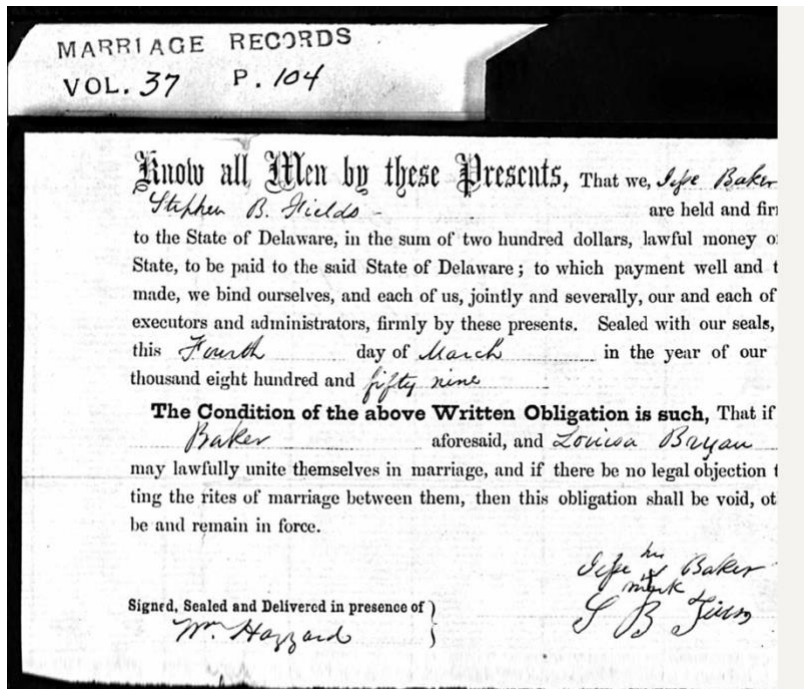 MARRIAGE RECORDS
VOL. 37 P. 104
Know all Men by these Presents, That we, Jesse Baker
Stephen B. Fields are held and fir
to the State of Delaware, in the sum of two hundred dollars, lawful money o
State, to be paid to the said State of Delaware; to which payment well and t
made, we bind ourselves, and each of us, jointly and severally, our and each of
executors and administrators, firmly by these presents. Sealed with our seals,
this Fourth day of March in the year of our
thousand eight hundred and fifty nine
The Condition of the above Written Obligation is such, That if
Baker aforesaid, and Louisa Bryan
may lawfully unite themselves in marriage, and if there be no legal objection t
ting the rites of marriage between them, then this obligation shall be void, ot
be and remain in force.
his
Jesse X Baker
mark
Signed, Sealed and Delivered in presence of
S B
Wm Hazzard